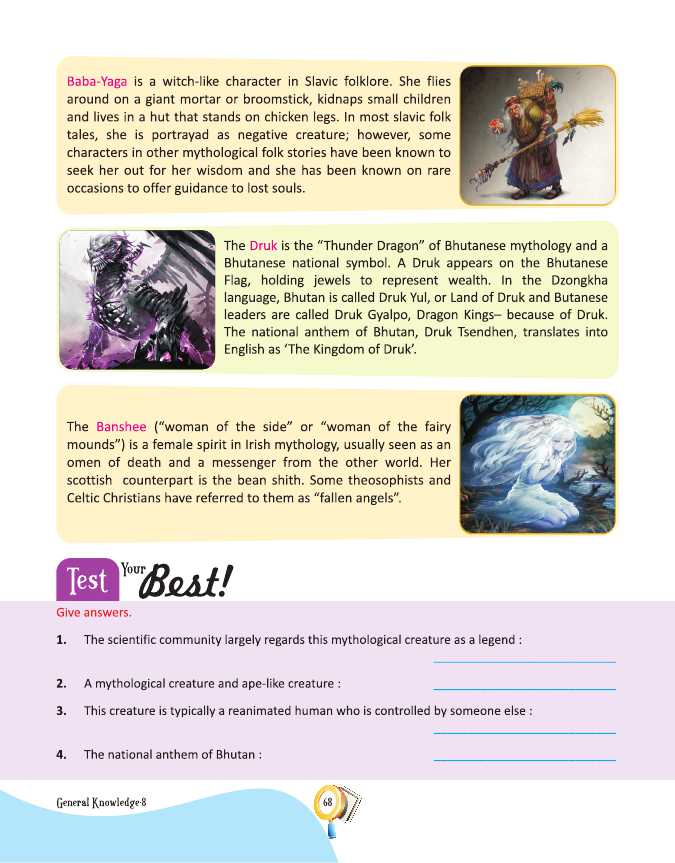 Baba-Yaga is a witch-like character in Slavic folklore. She flies
around on a giant mortar or broomstick, kidnaps small children
and lives in a hut that stands on chicken legs. In most slavic folk
tales, she is portrayad as negative creature; however, some
characters in other mythological folk stories have been known to
seek her out for her wisdom and she has been known on rare
occasions to offer guidance to lost souls.
The Druk is the “Thunder Dragon” of Bhutanese mythology and a
Bhutanese national symbol. A Druk appears on the Bhutanese
Flag, holding jewels to represent wealth. In the Dzongkha
language, Bhutan is called Druk Yul, or Land of Druk and Butanese
leaders are called Druk Gyalpo, Dragon Kings– because of Druk.
The national anthem of Bhutan, Druk Tsendhen, translates into
English as ‘The Kingdom of Druk’.
The Banshee (“woman of the side” or “woman of the fairy
mounds”) is a female spirit in Irish mythology, usually seen as an
omen of death and a messenger from the other world. Her
scottish counterpart is the bean shith. Some theosophists and
Celtic Christians have referred to them as “fallen angels”.
Test Your Best!
Give answers.
1. The scientific community largely regards this mythological creature as a legend :
2. A mythological creature and ape-like creature :
3. This creature is typically a reanimated human who is controlled by someone else :
4. The national anthem of Bhutan :
General Knowledge-8
68